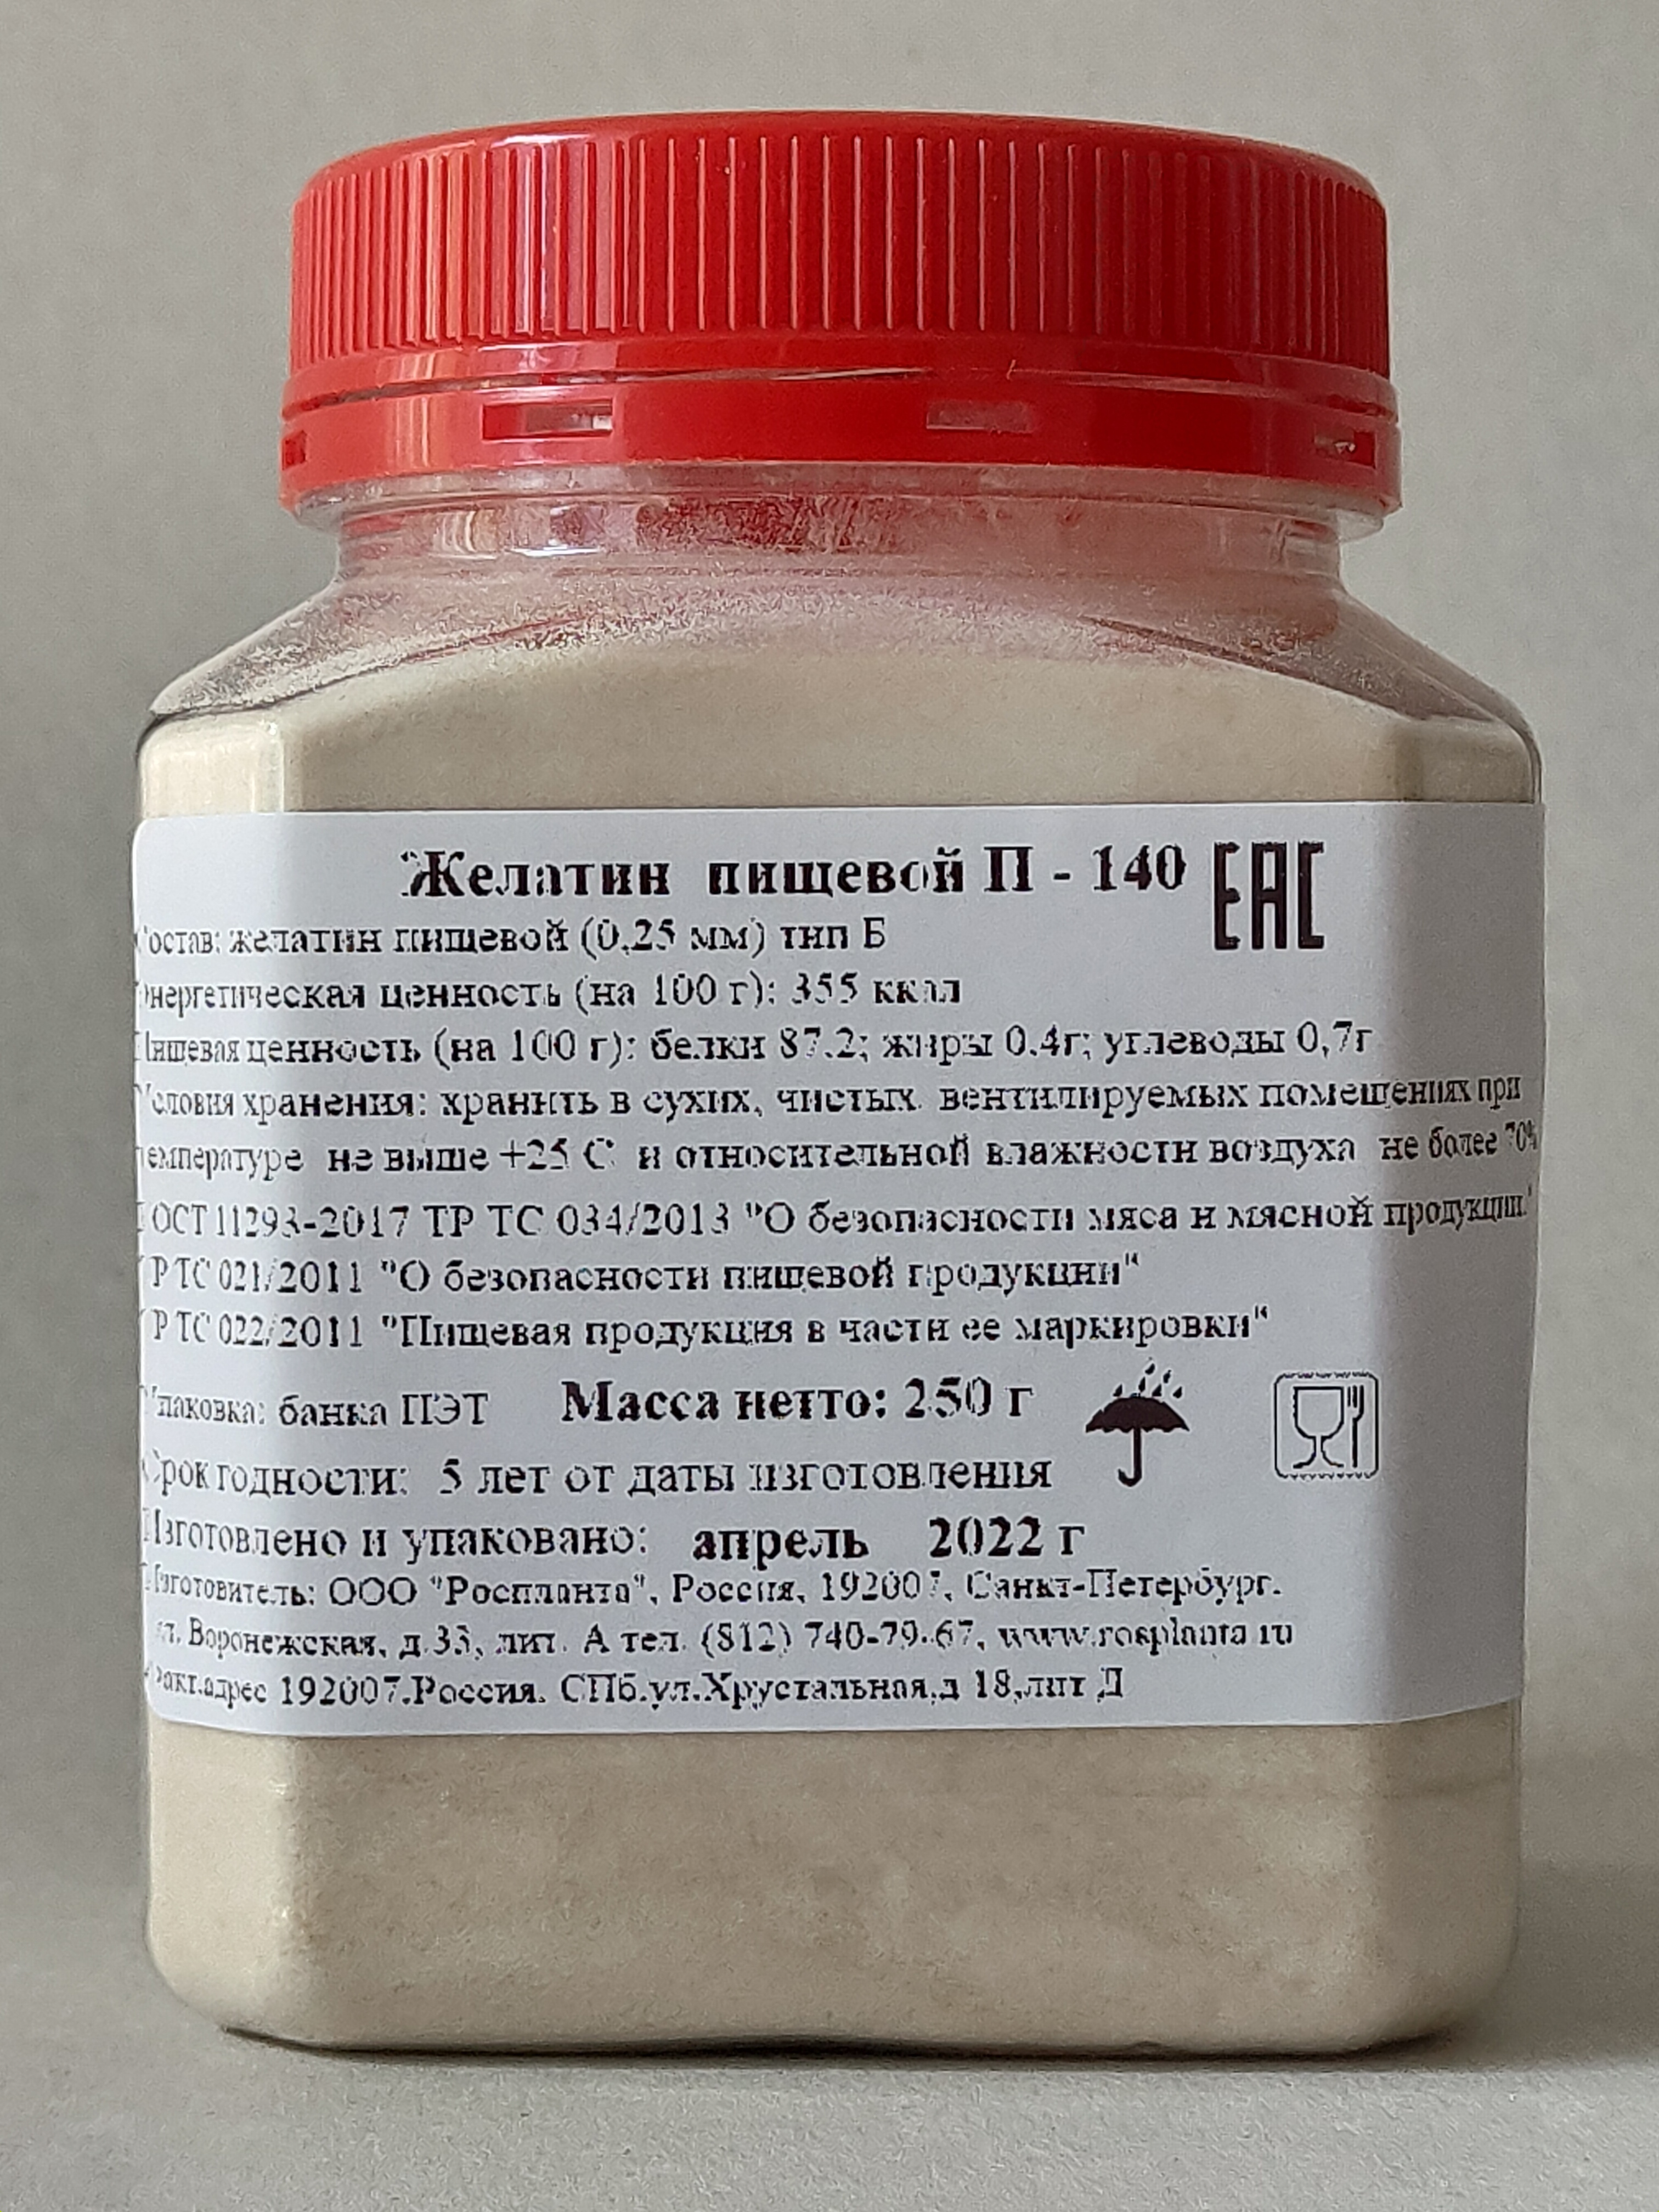 Желатин пищевой П - 140 ЕАС
Состав: желатин пищевой (0,25 мм) тип Б
Энергетическая ценность (на 100 г): 355 ккал
Пищевая ценность (на 100 г): белки 87.2; жиры 0.4г; углеводы 0,7г
Условия хранения: хранить в сухих, чистых, вентилируемых помещениях при
температуре не выше +25 С и относительной влажности воздуха не более 70%
ГОСТ 11293-2017 ТР ТС 034/2013 "О безопасности мяса и мясной продукции"
ТР ТС 021/2011 "О безопасности пищевой продукции"
ТР ТС 022/2011 "Пищевая продукция в части ее маркировки"
Упаковка: банка ПЭТ Масса нетто: 250 г
Срок годности: 5 лет от даты изготовления
Изготовлено и упаковано: апрель 2022 г
Изготовитель: ООО "Роспланта", Россия, 192007, Санкт-Петербург.
ул. Воронежская, д.33, лит. А тел. (812) 740-79-67, www.rosplanta.ru
Факт.адрес 192007.Россия. СПб.ул.Хрустальная,д 18,лит Д